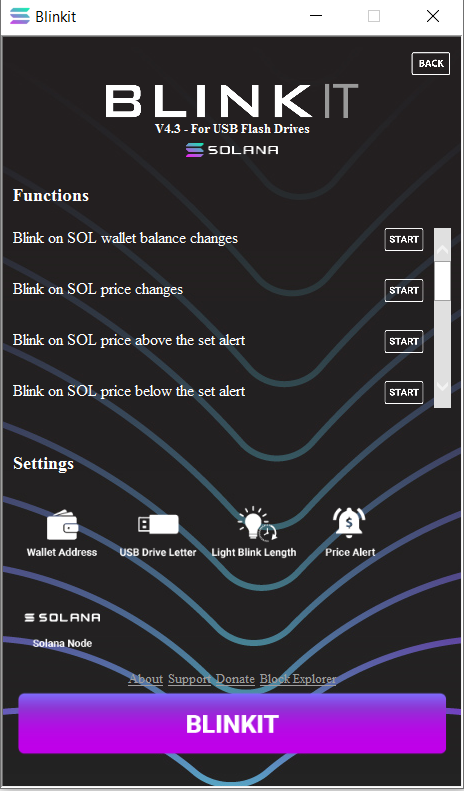 Blinkit
BACK
BLINKIT
V4.3 - For USB Flash Drives
SOLANA
Functions
Blink on SOL wallet balance changes START
Blink on SOL price changes START
Blink on SOL price above the set alert START
Blink on SOL price below the set alert START
Settings
Wallet Address USB Drive Letter Light Blink Length Price Alert
SOLANA
Solana Node
About Support Donate Block Explorer
BLINKIT